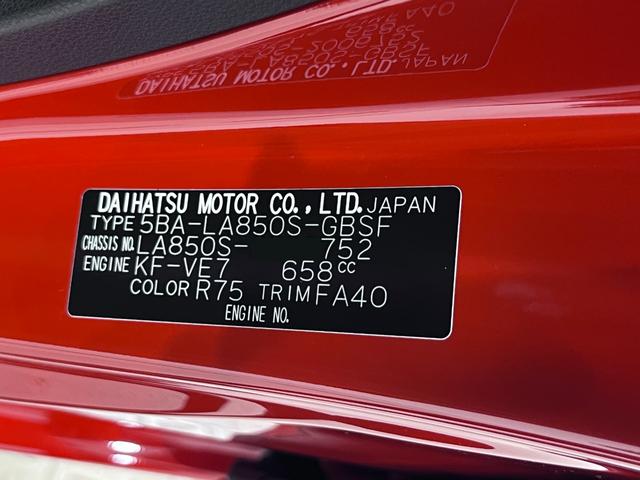 DAIHATSU MOTOR CO.,LTD. JAPAN
TYPE 5BA-LA850S-GBSF
CHASSIS NO. LA850S- 752
ENGINE KF-VE7 658CC
COLOR R75 TRIM FA40
ENGINE NO.